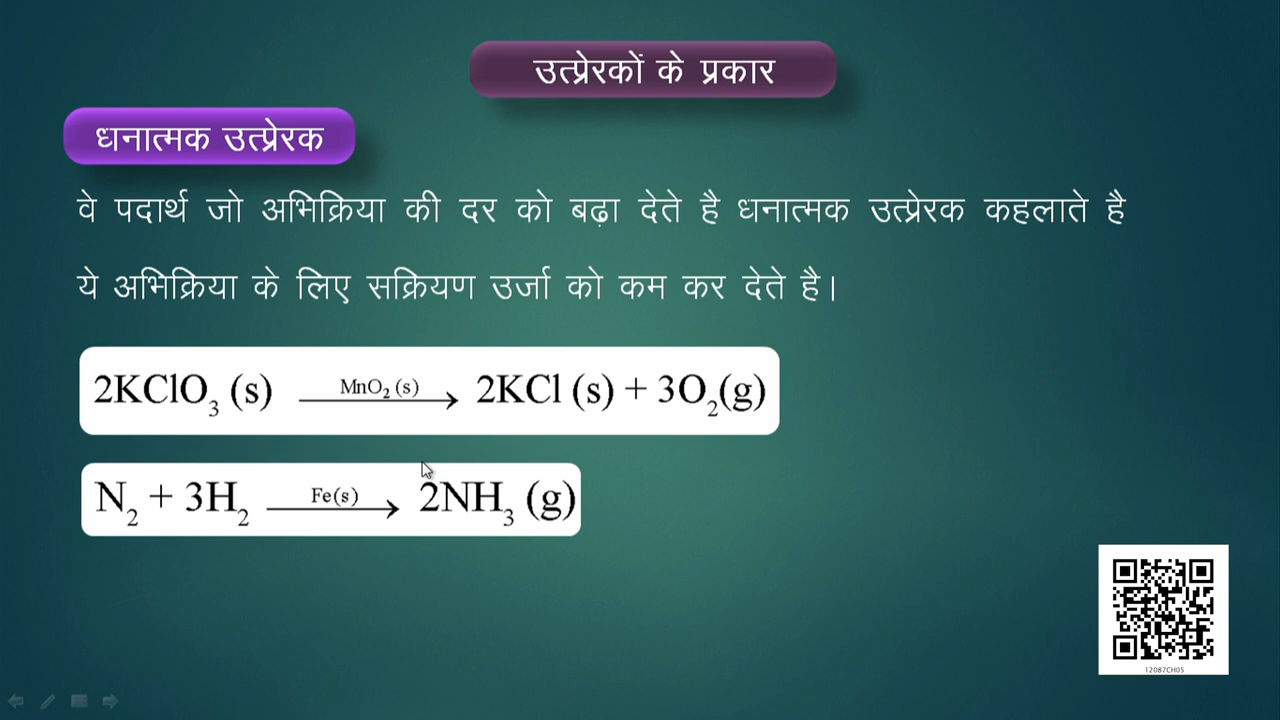 उत्प्रेरकों के प्रकार
धनात्मक उत्प्रेरक
वे पदार्थ जो अभिक्रिया की दर को बढ़ा देते है धनात्मक उत्प्रेरक कहलाते है
ये अभिक्रिया के लिए सक्रियण उर्जा को कम कर देते है।
2KClO₃ (s) —MnO₂ (s)→ 2KCl (s) + 3O₂(g)
N₂ + 3H₂ —Fe(s)→ 2NH₃ (g)
12087CH05